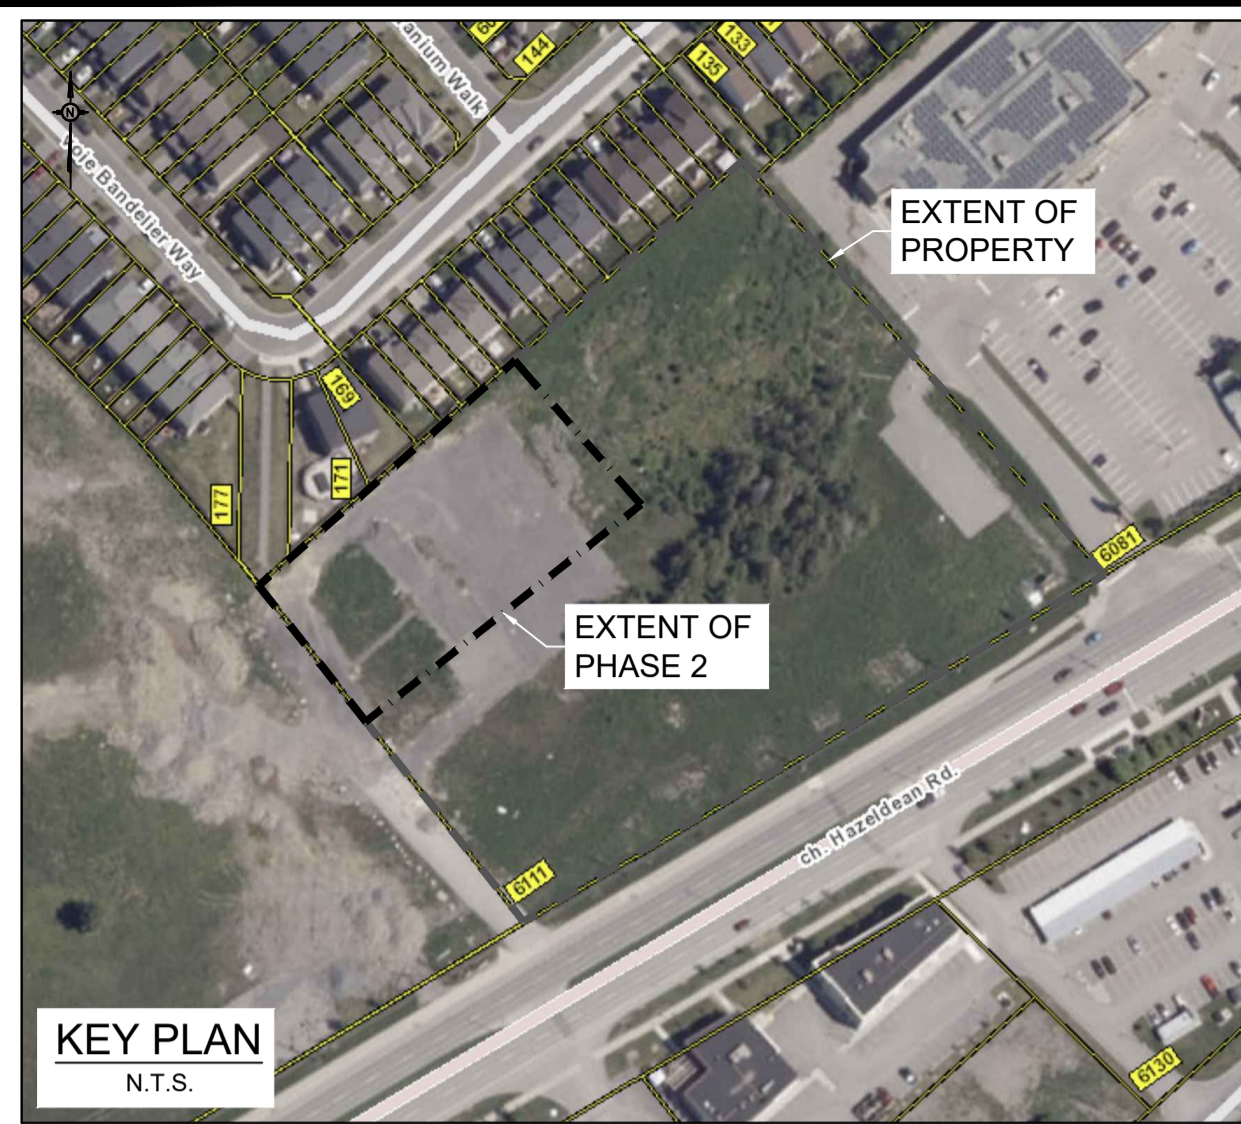 144
133
135
anium Walk
N
Voie Bandelier Way
EXTENT OF
PROPERTY
169
171
177
6081
EXTENT OF
PHASE 2
ch. Hazeldean Rd.
6111
KEY PLAN
N.T.S.
6130